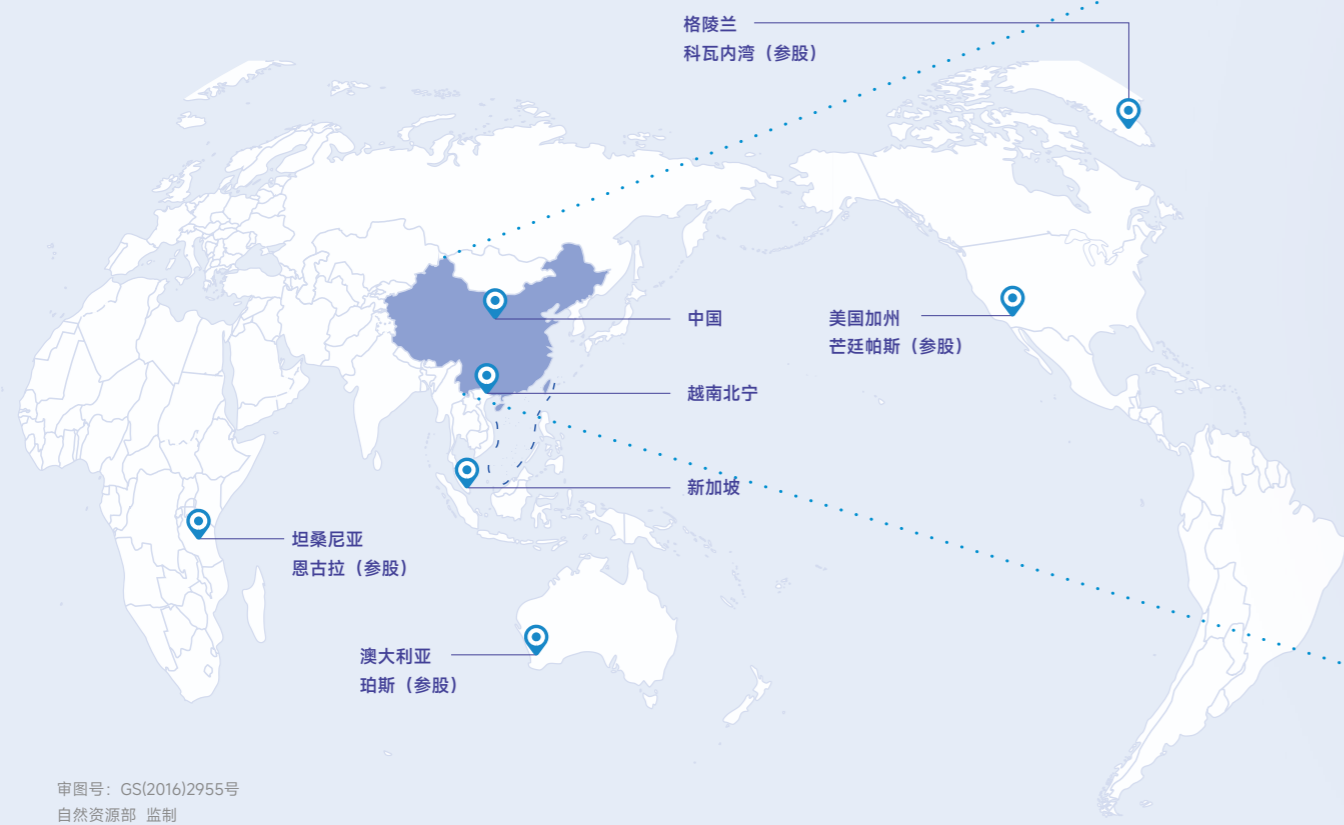 格陵兰
科瓦内湾（参股）
中国
美国加州
芒廷帕斯（参股）
越南北宁
新加坡
坦桑尼亚
恩古拉（参股）
澳大利亚
珀斯（参股）
审图号：GS(2016)2955号
自然资源部 监制